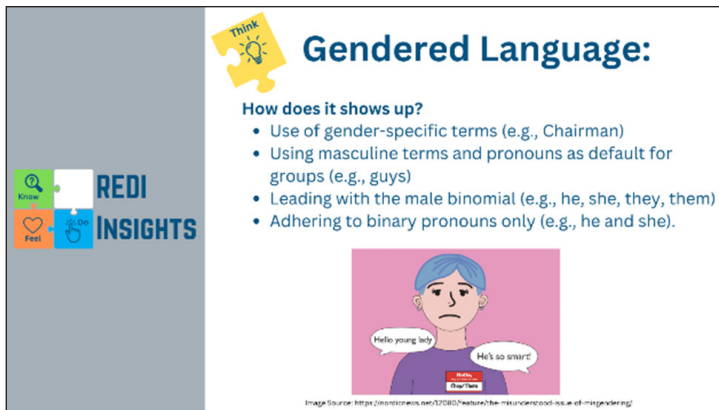 Think
Gendered Language:
How does it shows up?
• Use of gender-specific terms (e.g., Chairman)
• Using masculine terms and pronouns as default for
groups (e.g., guys)
• Leading with the male binomial (e.g., he, she, they, them)
• Adhering to binary pronouns only (e.g., he and she).
Know
Feel
Do
REDI
INSIGHTS
Hello young lady
He's so smart!
Hello,
They/Them
Image Source: https://nordicnews.net/12080/feature/the-misunderstood-issue-of-misgendering/